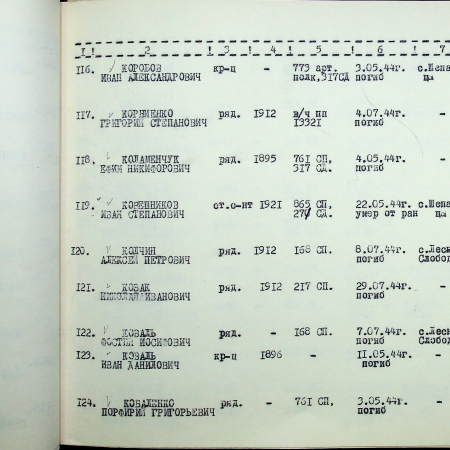 1 ! 2 ! 3 ! 4 ! 5 ! 6 ! 7
116. КОРОБОВ кр-ц - 773 арт. 3.05.44г. с.Шепа
ИВАН АЛЕКСАНДРОВИЧ полк,317СД погиб
117. КОРНИЕНКО ряд. 1912 в/ч пп 4.07.44г. -
ГРИГОРИЙ СТЕПАНОВИЧ 13321 погиб
118. КОЛАМЕНЧУК ряд. 1895 761 СП, 4.05.44г. -
ЕФИМ НИКИФОРОВИЧ 317 СД. погиб
119. КОРЕННИКОВ ст.с-нт 1921 865 СП, 22.05.44г. с.Шепа
ИВАН СТЕПАНОВИЧ СД. умер от ран
120. КОЛЧИН ряд. 1912 168 СП. 8.07.44г. с.Лесн
АЛЕКСЕЙ ПЕТРОВИЧ погиб Слобод
121. КОЗАК ряд. 1912 217 СП. 29.07.44г. -
НИКОЛАЙ ИВАНОВИЧ погиб
122. КОВАЛЬ ряд. - 168 СП. 7.07.44г. с.Лесн
ИОСИФОВИЧ погиб Слобод
123. КОВАЛЬ кр-ц 1896 - 11.05.44г. -
ИВАН ДАНИЛОВИЧ погиб
124. КОВАЛЕНКО ряд. - 761 СП, 3.05.44г. -
ПОРФИРИЙ ГРИГОРЬЕВИЧ погиб